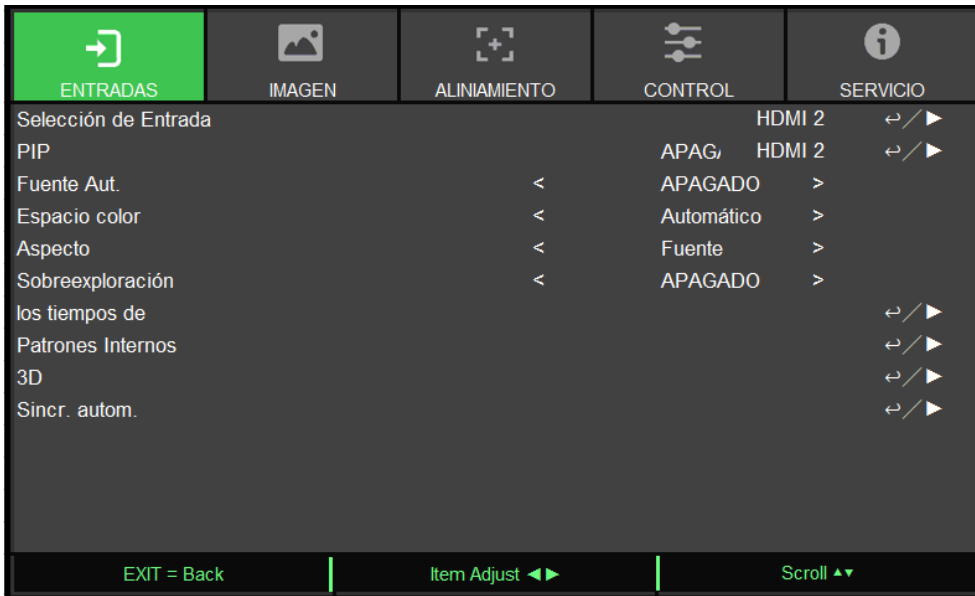 ENTRADAS IMAGEN ALINIAMIENTO CONTROL SERVICIO
Selección de Entrada HDMI 2
PIP APAG HDMI 2
Fuente Aut. < APAGADO >
Espacio color < Automático >
Aspecto < Fuente >
Sobreexploración < APAGADO >
los tiempos de
Patrones Internos
3D
Sincr. autom.
EXIT = Back Item Adjust ◀▶ Scroll ▲▼